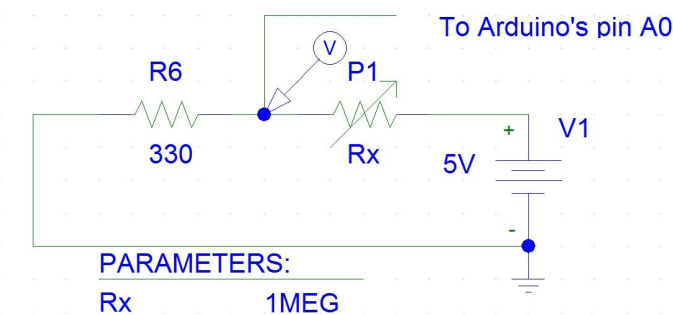 To Arduino's pin A0
V
R6
P1
330
Rx
+
V1
5V
-
PARAMETERS:
Rx 1MEG